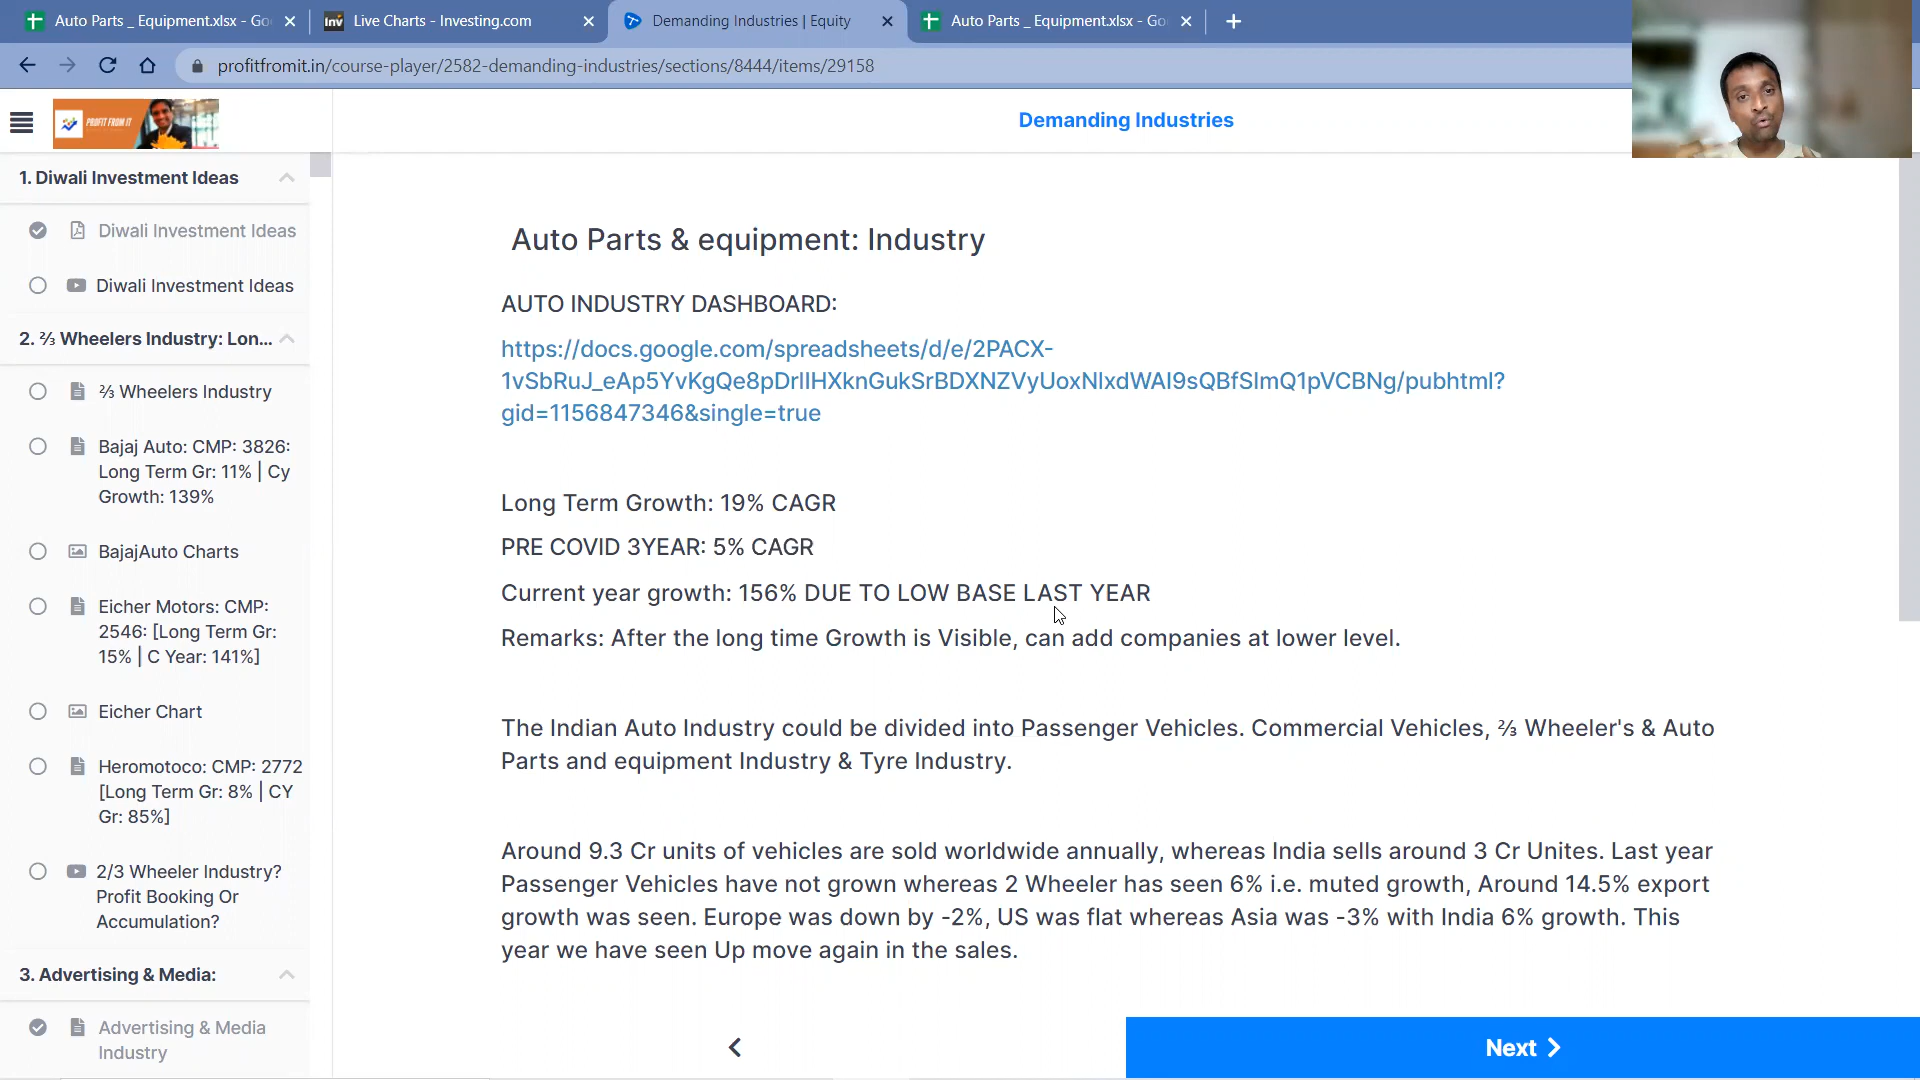 Auto Parts _ Equipment.xlsx - Go
Live Charts - Investing.com
Demanding Industries | Equity
Auto Parts _ Equipment.xlsx - Go
profitfromit.in/course-player/2582-demanding-industries/sections/8444/items/29158
PROFIT FROM IT
Demanding Industries
1. Diwali Investment Ideas
Diwali Investment Ideas
Diwali Investment Ideas
2. ⅔ Wheelers Industry: Lon...
⅔ Wheelers Industry
Bajaj Auto: CMP: 3826:
Long Term Gr: 11% | Cy
Growth: 139%
BajajAuto Charts
Eicher Motors: CMP:
2546: [Long Term Gr:
15% | C Year: 141%]
Eicher Chart
Heromotoco: CMP: 2772
[Long Term Gr: 8% | CY
Gr: 85%]
2/3 Wheeler Industry?
Profit Booking Or
Accumulation?
3. Advertising & Media:
Advertising & Media
Industry
Auto Parts & equipment: Industry
AUTO INDUSTRY DASHBOARD:
https://docs.google.com/spreadsheets/d/e/2PACX-
1vSbRuJ_eAp5YvKgQe8pDrlIHXknGukSrBDXNZVyUoxNlxdWAI9sQBfSlmQ1pVCBNg/pubhtml?
gid=1156847346&single=true
Long Term Growth: 19% CAGR
PRE COVID 3YEAR: 5% CAGR
Current year growth: 156% DUE TO LOW BASE LAST YEAR
Remarks: After the long time Growth is Visible, can add companies at lower level.
The Indian Auto Industry could be divided into Passenger Vehicles. Commercial Vehicles, ⅔ Wheeler's & Auto
Parts and equipment Industry & Tyre Industry.
Around 9.3 Cr units of vehicles are sold worldwide annually, whereas India sells around 3 Cr Unites. Last year
Passenger Vehicles have not grown whereas 2 Wheeler has seen 6% i.e. muted growth, Around 14.5% export
growth was seen. Europe was down by -2%, US was flat whereas Asia was -3% with India 6% growth. This
year we have seen Up move again in the sales.
Next